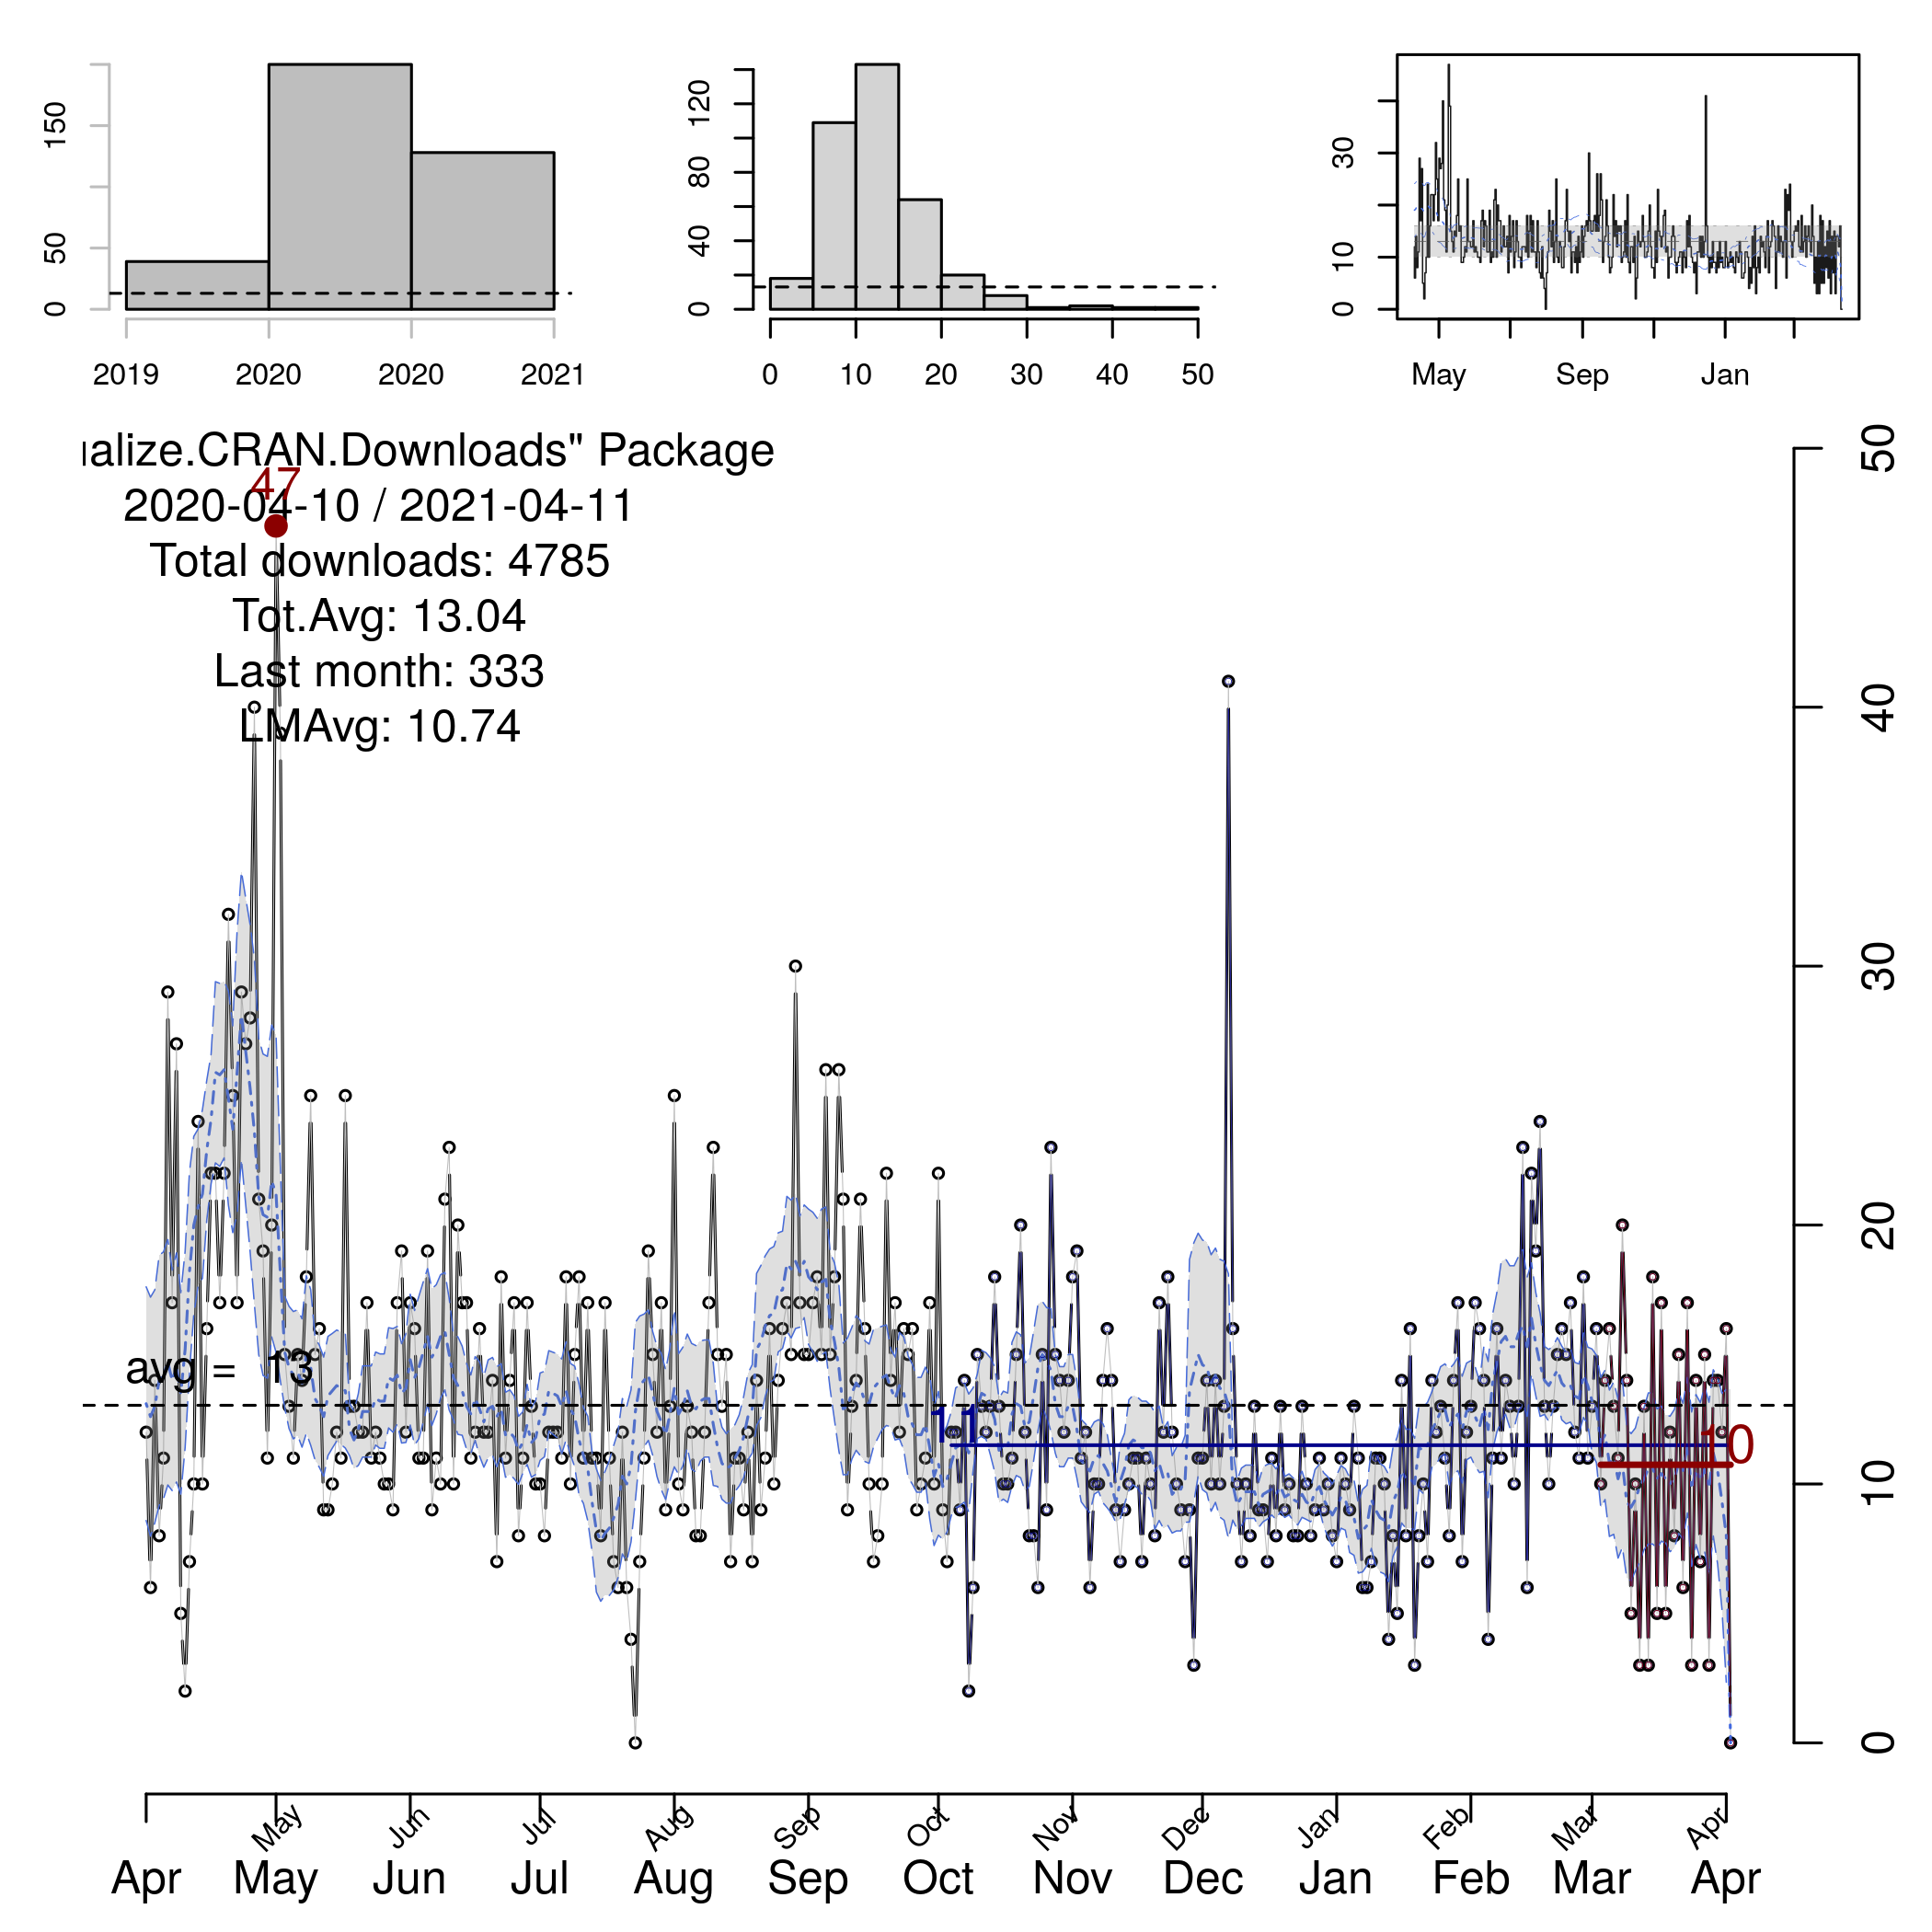 150
50
0
2019 2020 2020 2021
120
80
40
0
0 10 20 30 40 50
30
10
0
May Sep Jan
alize.CRAN.Downloads" Package
47
2020-04-10 / 2021-04-11
Total downloads: 4785
Tot.Avg: 13.04
Last month: 333
LMAvg: 10.74
avg = 13
11
10
50
40
30
20
10
0
May Jun Jul Aug Sep Oct Nov Dec Jan Feb Mar Apr
Apr May Jun Jul Aug Sep Oct Nov Dec Jan Feb Mar Apr